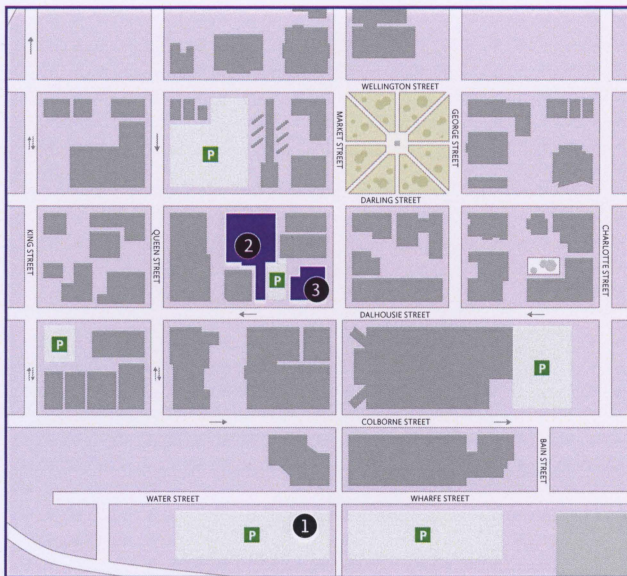 WELLINGTON STREET
MARKET STREET
GEORGE STREET
P
DARLING STREET
KING STREET
QUEEN STREET
CHARLOTTE STREET
2
P
3
DALHOUSIE STREET
P
P
COLBORNE STREET
BAIN STREET
WATER STREET
WHARFE STREET
1
P
P